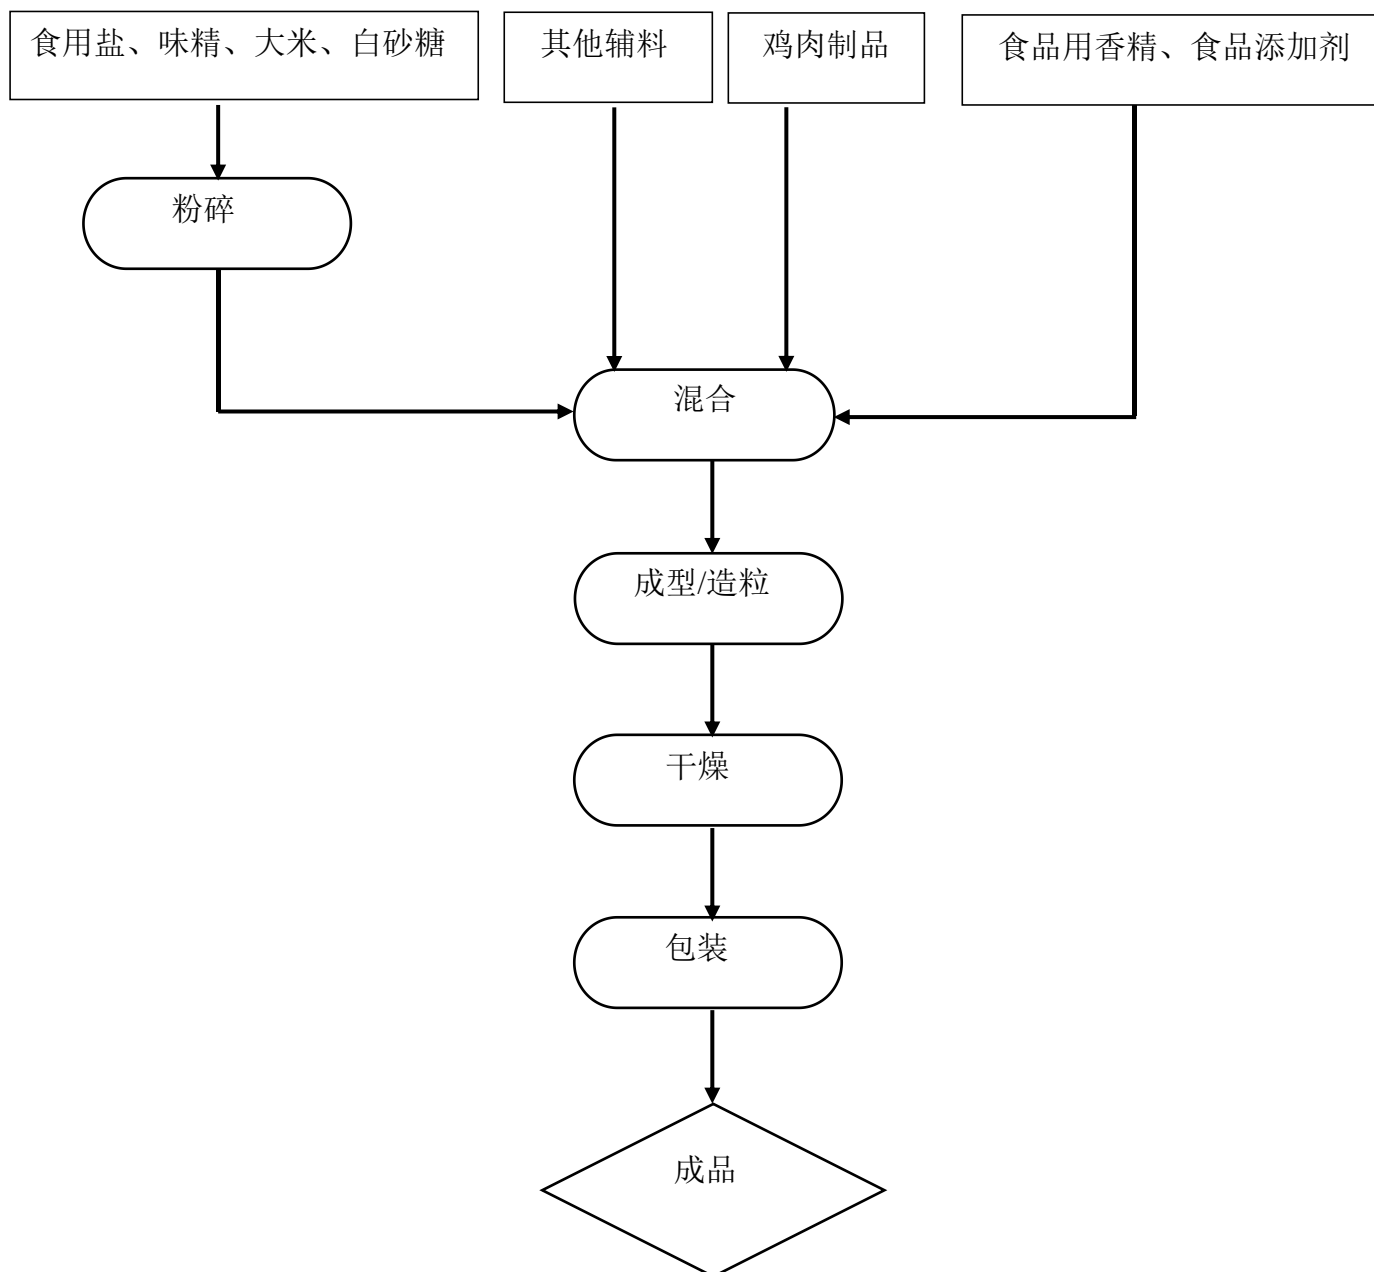 食用盐、味精、大米、白砂糖
其他辅料
鸡肉制品
食品用香精、食品添加剂
粉碎
混合
成型/造粒
干燥
包装
成品